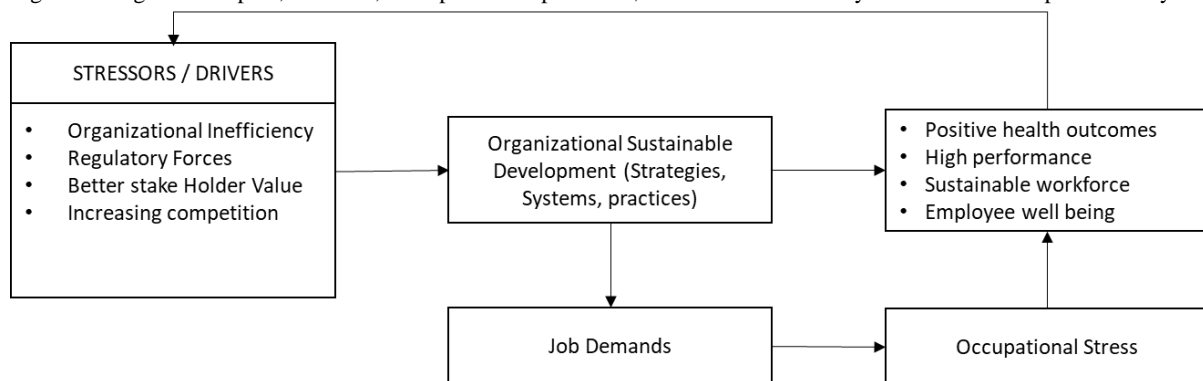 STRESSORS / DRIVERS
• Organizational Inefficiency
• Regulatory Forces
• Better stake Holder Value
• Increasing competition
Organizational Sustainable
Development (Strategies,
Systems, practices)
• Positive health outcomes
• High performance
• Sustainable workforce
• Employee well being
Job Demands
Occupational Stress